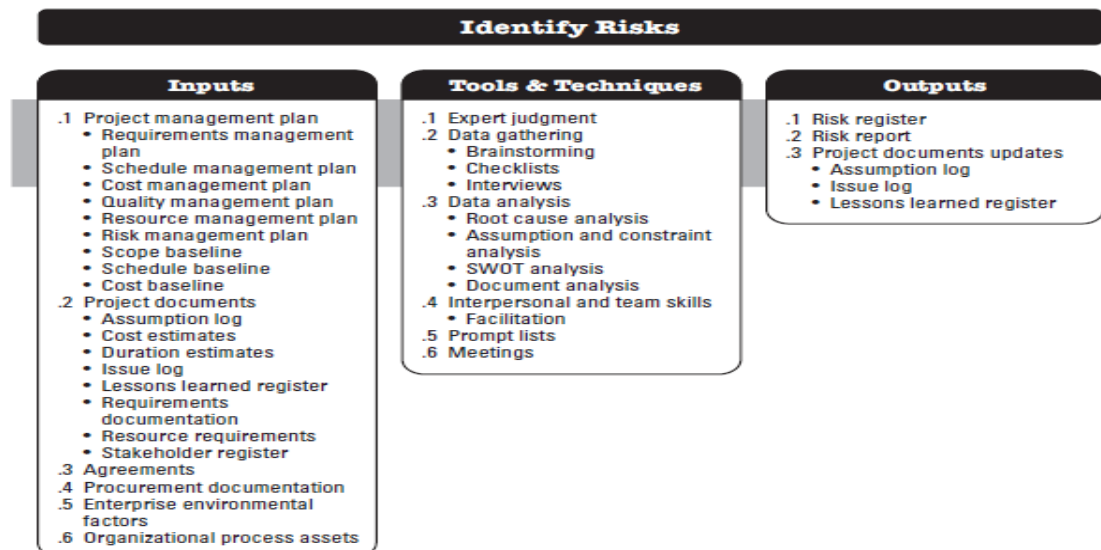 Identify Risks
Inputs
.1 Project management plan
• Requirements management
plan
• Schedule management plan
• Cost management plan
• Quality management plan
• Resource management plan
• Risk management plan
• Scope baseline
• Schedule baseline
• Cost baseline
.2 Project documents
• Assumption log
• Cost estimates
• Duration estimates
• Issue log
• Lessons learned register
• Requirements
documentation
• Resource requirements
• Stakeholder register
.3 Agreements
.4 Procurement documentation
.5 Enterprise environmental
factors
.6 Organizational process assets
Tools & Techniques
.1 Expert judgment
.2 Data gathering
• Brainstorming
• Checklists
• Interviews
.3 Data analysis
• Root cause analysis
• Assumption and constraint
analysis
• SWOT analysis
• Document analysis
.4 Interpersonal and team skills
• Facilitation
.5 Prompt lists
.6 Meetings
Outputs
.1 Risk register
.2 Risk report
.3 Project documents updates
• Assumption log
• Issue log
• Lessons learned register